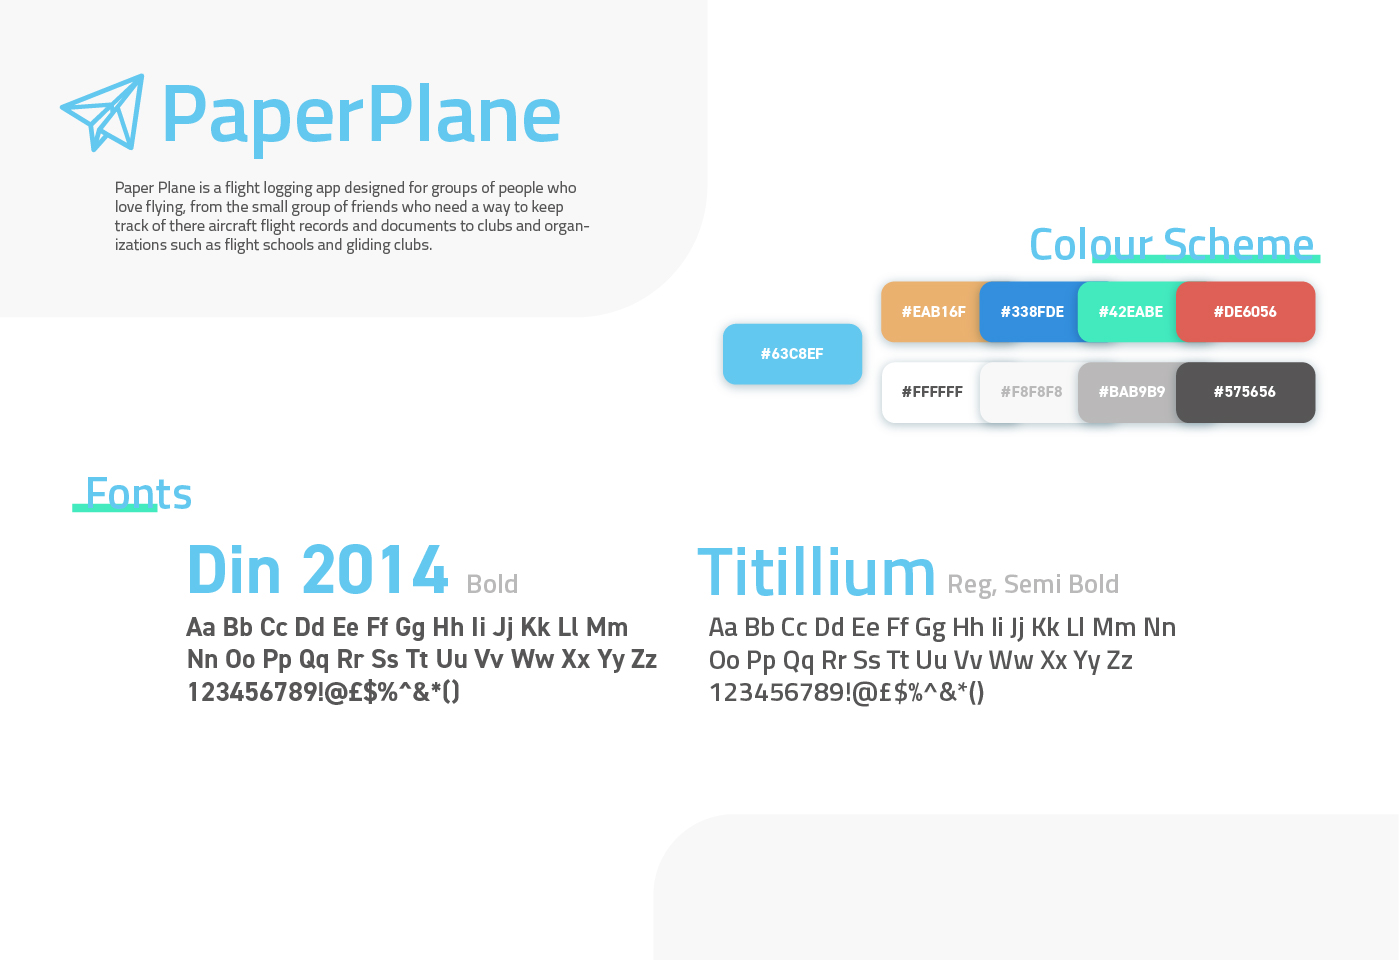 PaperPlane
Paper Plane is a flight logging app designed for groups of people who
love flying, from the small group of friends who need a way to keep
track of there aircraft flight records and documents to clubs and organ-
izations such as flight schools and gliding clubs.
Colour Scheme
#EAB16F #338FDE #42EABE #DE6056
#63C8EF
#FFFFFF #F8F8F8 #BAB9B9 #575656
Fonts
Din 2014 Bold
Aa Bb Cc Dd Ee Ff Gg Hh Ii Jj Kk Ll Mm
Nn Oo Pp Qq Rr Ss Tt Uu Vv Ww Xx Yy Zz
123456789!@£$%^&*()
Titillium Reg, Semi Bold
Aa Bb Cc Dd Ee Ff Gg Hh Ii Jj Kk Ll Mm Nn
Oo Pp Qq Rr Ss Tt Uu Vv Ww Xx Yy Zz
123456789!@£$%^&*()